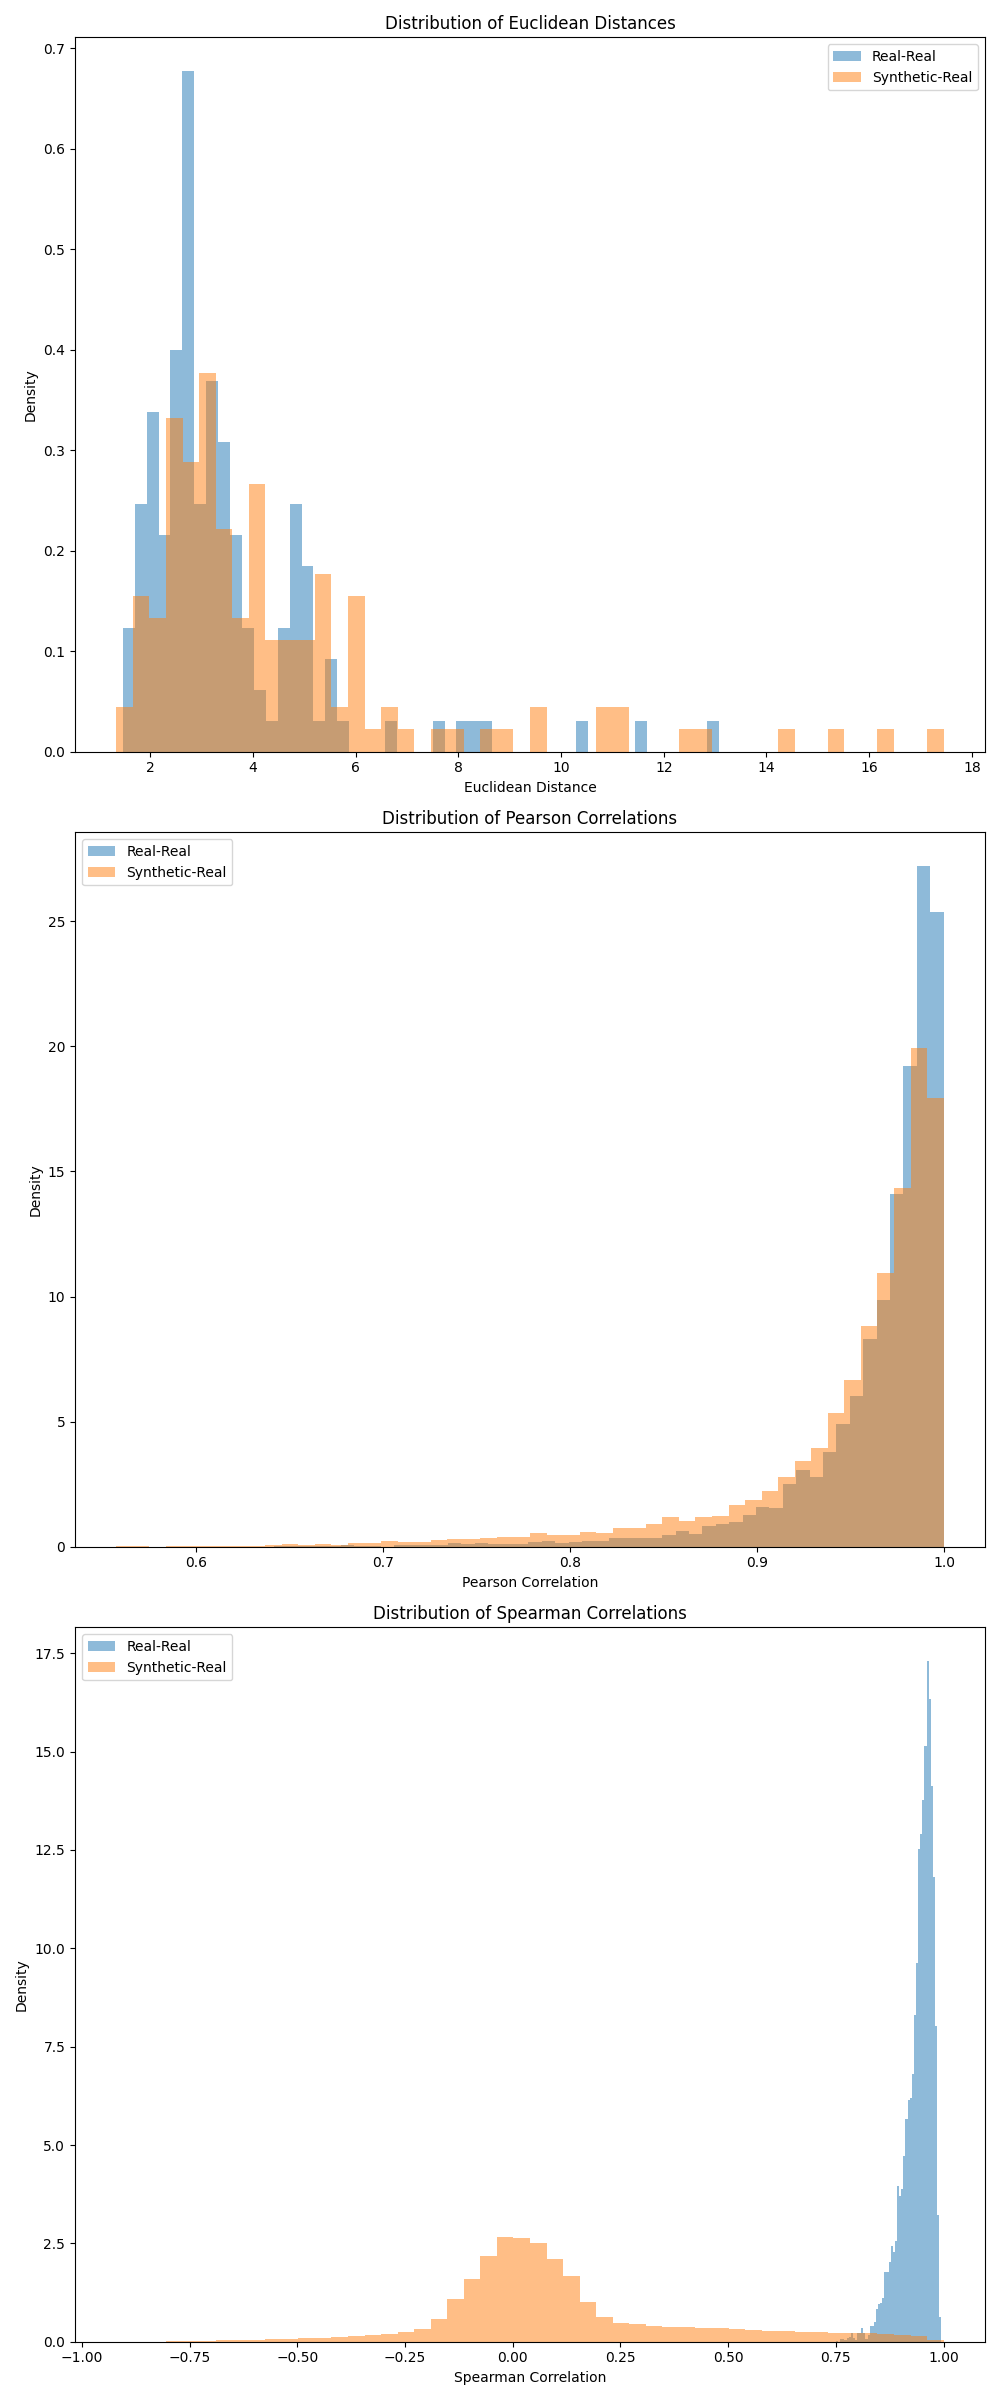 Distribution of Euclidean Distances
Real-Real
Synthetic-Real
0.7
0.6
0.5
0.4
0.3
0.2
0.1
0.0
Density
2 4 6 8 10 12 14 16 18
Euclidean Distance
Distribution of Pearson Correlations
Real-Real
Synthetic-Real
25
20
15
10
5
0
Density
0.6 0.7 0.8 0.9 1.0
Pearson Correlation
Distribution of Spearman Correlations
Real-Real
Synthetic-Real
17.5
15.0
12.5
10.0
7.5
5.0
2.5
0.0
Density
−1.00 −0.75 −0.50 −0.25 0.00 0.25 0.50 0.75 1.00
Spearman Correlation